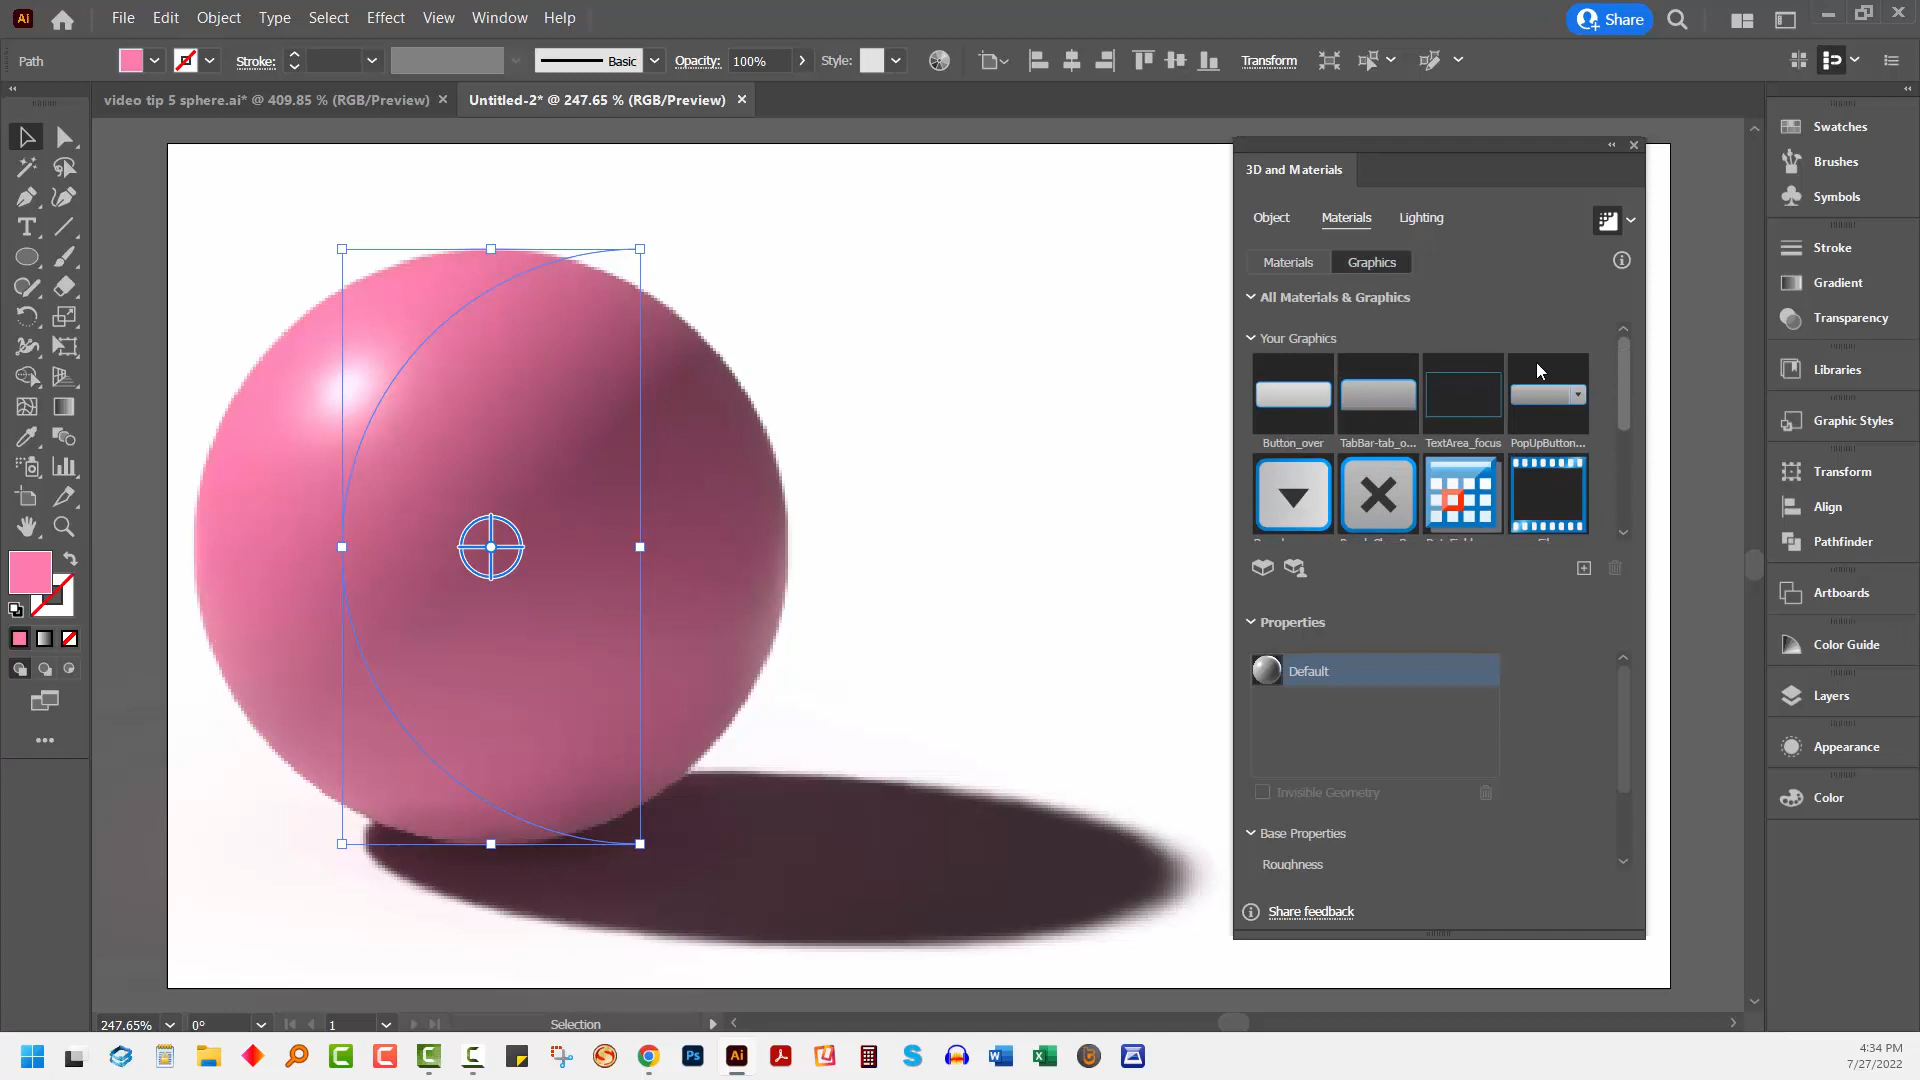 Ai File Edit Object Type Select Effect View Window Help Share
Path Stroke: Basic Opacity: 100% Style: Transform
video tip 5 sphere.ai* @ 409.85 % (RGB/Preview) Untitled-2* @ 247.65 % (RGB/Preview)
3D and Materials
Object Materials Lighting
Materials Graphics
All Materials & Graphics
Your Graphics
Button_over TabBar-tab_o... TextArea_focus PopUpButton...
Properties
Default
Invisible Geometry
Base Properties
Roughness
Share feedback
Swatches
Brushes
Symbols
Stroke
Gradient
Transparency
Libraries
Graphic Styles
Transform
Align
Pathfinder
Artboards
Color Guide
Layers
Appearance
Color
247.65% 0° 1 Selection
Ps Ai
4:34 PM
7/27/2022